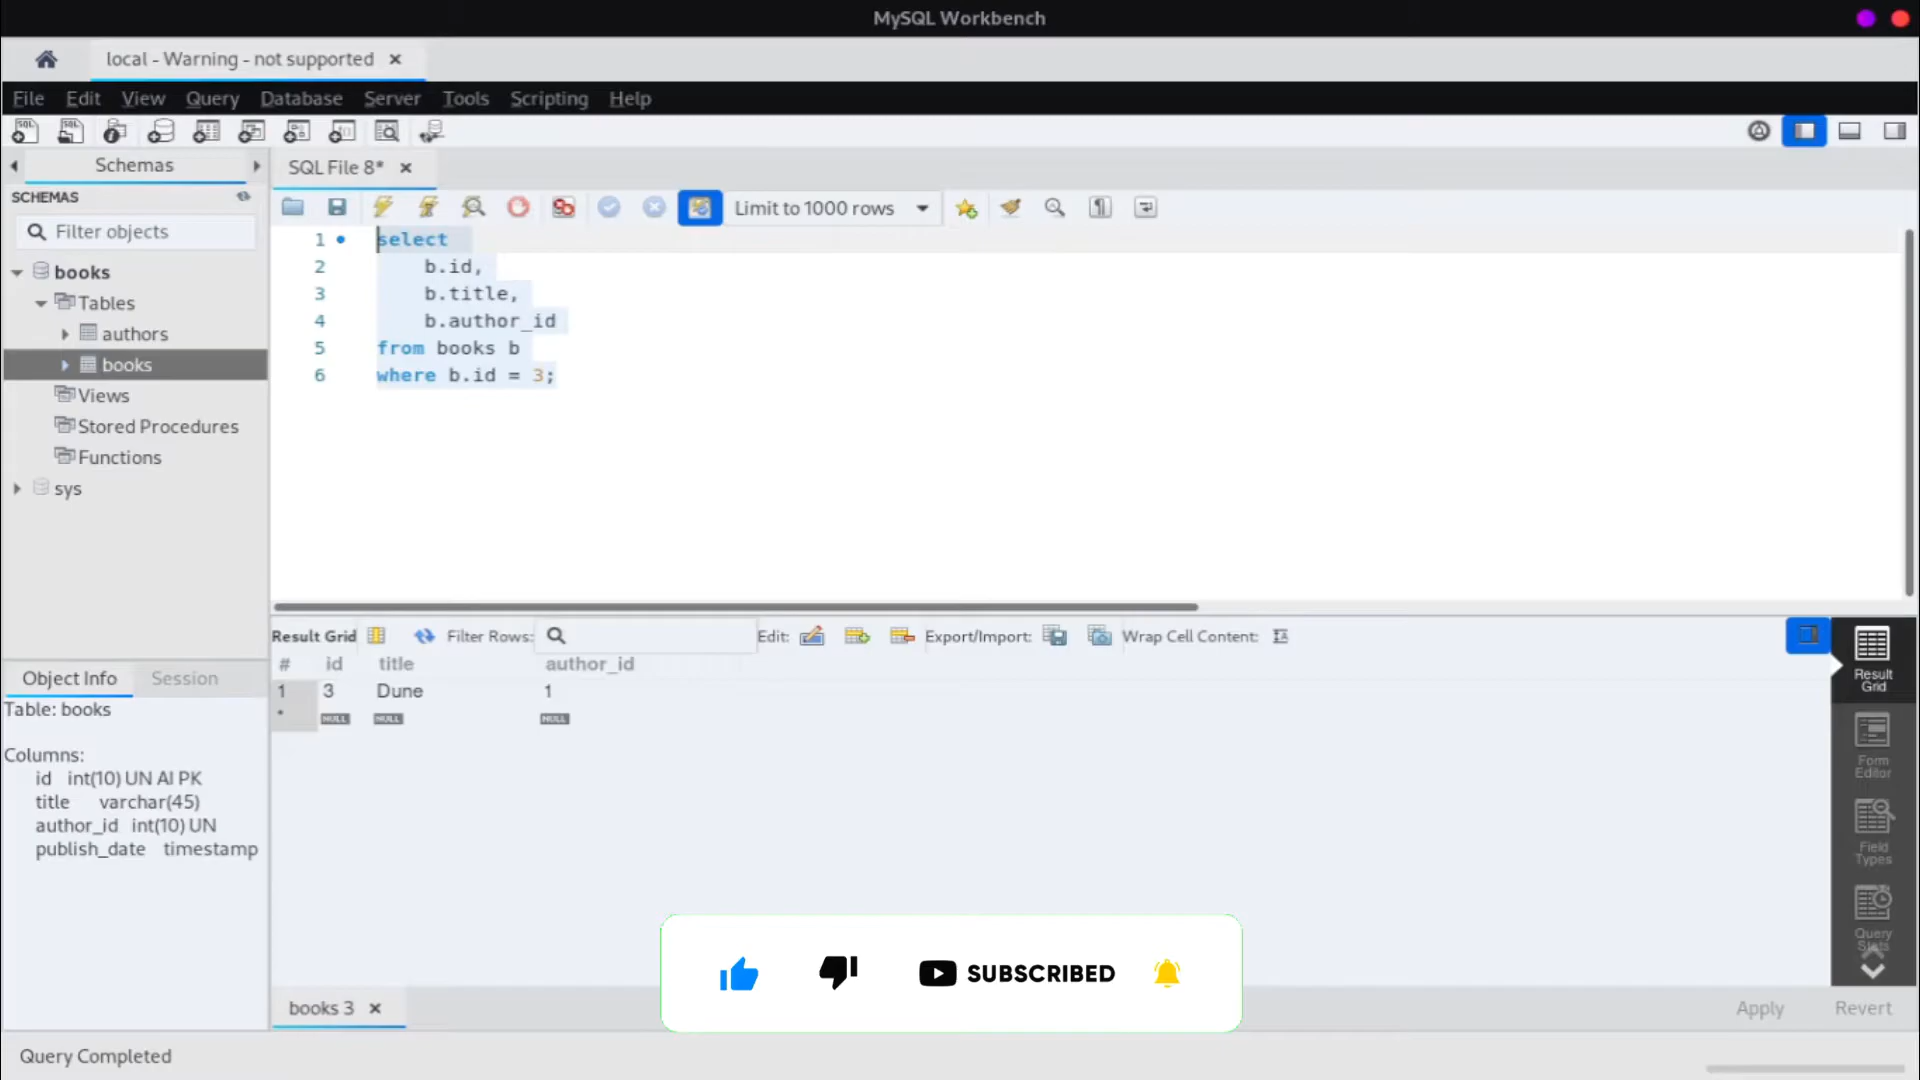 MySQL Workbench
local - Warning - not supported
File Edit View Query Database Server Tools Scripting Help
Schemas
SQL File 8*
SCHEMAS
Filter objects
Limit to 1000 rows
books
Tables
authors
books
Views
Stored Procedures
Functions
sys
1 select
2 b.id,
3 b.title,
4 b.author_id
5 from books b
6 where b.id = 3;
Result Grid Filter Rows: Edit: Export/Import: Wrap Cell Content:
# id title author_id
1 3 Dune 1
* NULL NULL NULL
Result
Grid
Form
Editor
Field
Types
Query
Stats
Object Info Session
Table: books
Columns:
id int(10) UN AI PK
title varchar(45)
author_id int(10) UN
publish_date timestamp
SUBSCRIBED
books 3
Apply Revert
Query Completed